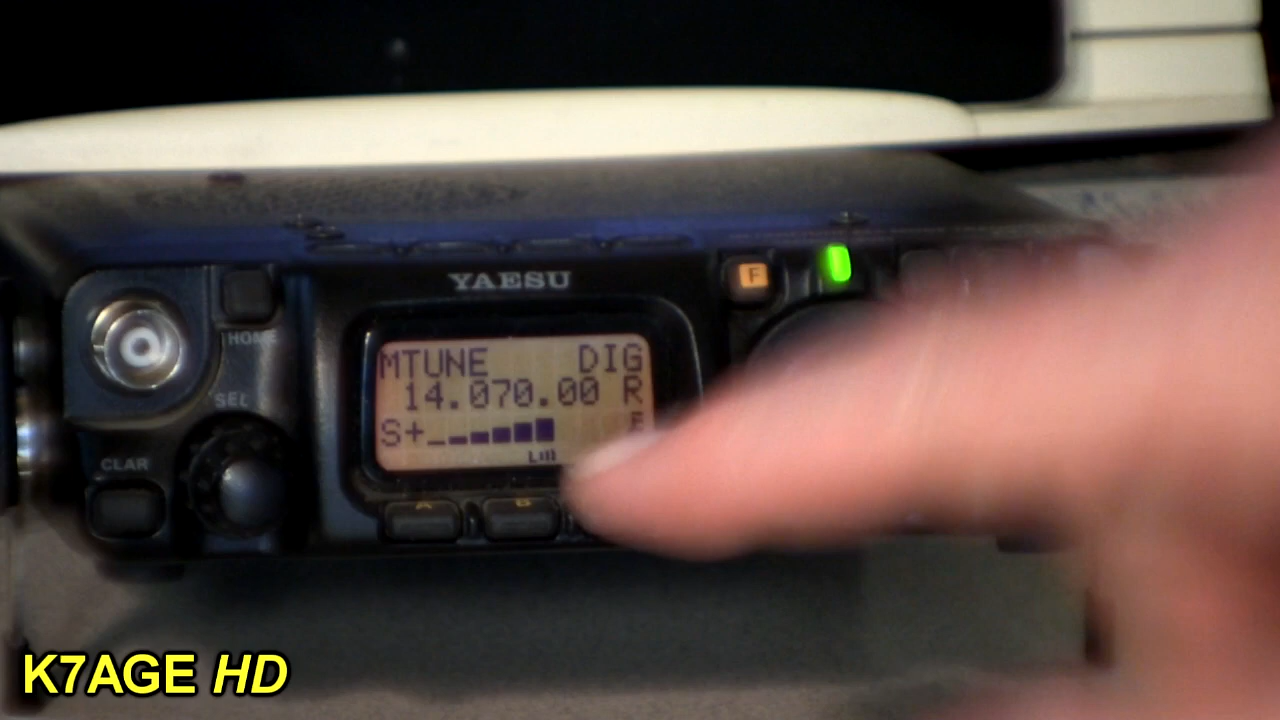 YAESU
F
HOME
MTUNE DIG
14.070.00 R
SEL
S+
CLAR
A B
K7AGE HD